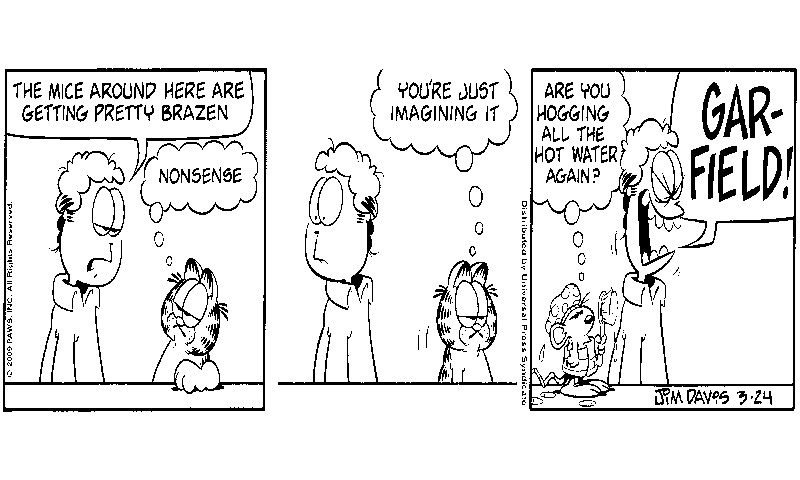 THE MICE AROUND HERE ARE
GETTING PRETTY BRAZEN
NONSENSE
© 2009 PAWS, INC. All Rights Reserved.
YOU'RE JUST
IMAGINING IT
Distributed by Universal Press Syndicate
ARE YOU
HOGGING
ALL THE
HOT WATER
AGAIN?
GAR-
FIELD!
JIM DAVIS 3·24